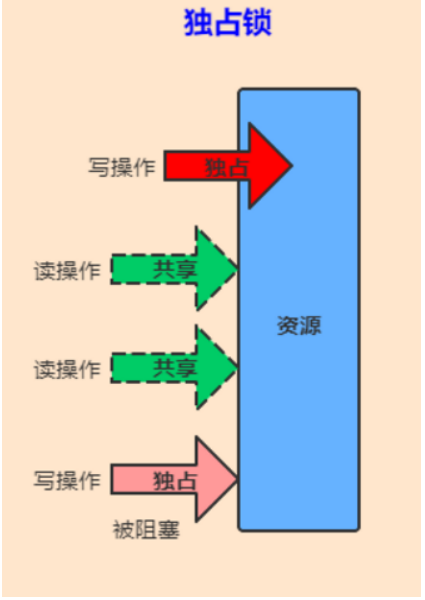 独占锁
写操作 独占
读操作 共享
资源
读操作 共享
写操作 独占
被阻塞